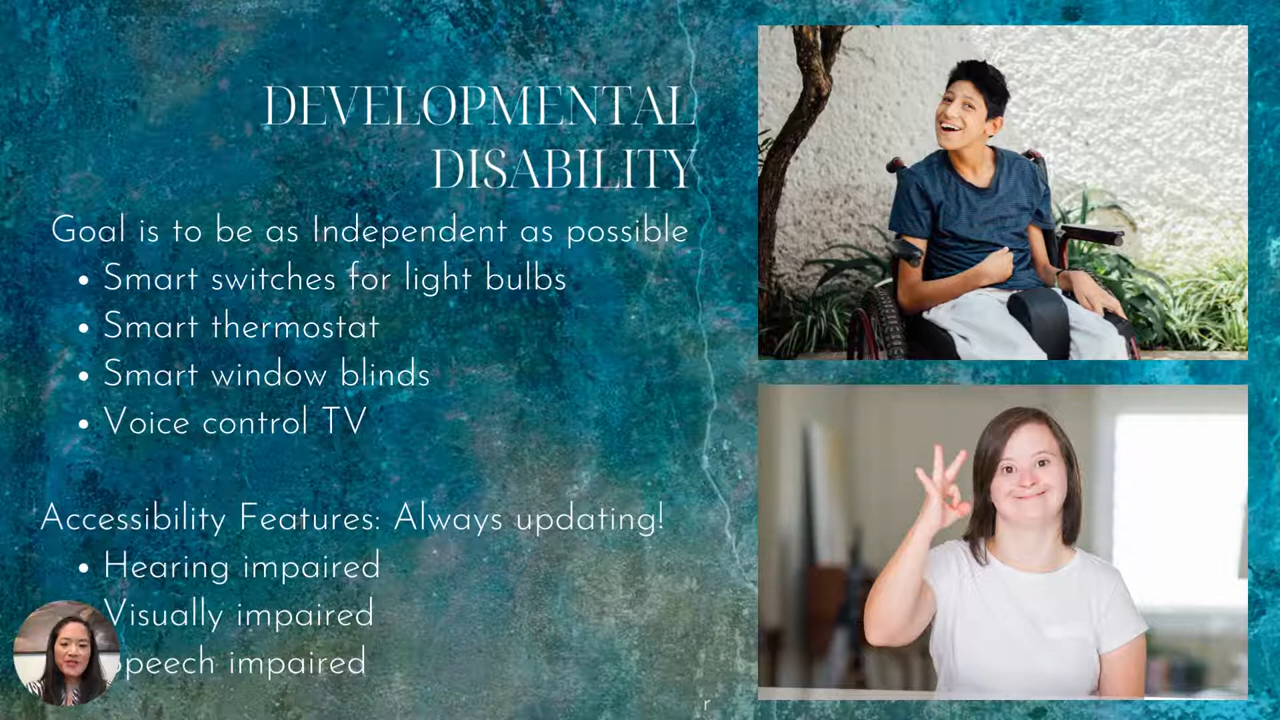 DEVELOPMENTAL
DISABILITY
Goal is to be as Independent as possible
• Smart switches for light bulbs
• Smart thermostat
• Smart window blinds
• Voice control TV
Accessibility Features: Always updating!
• Hearing impaired
Visually impaired
Speech impaired
r